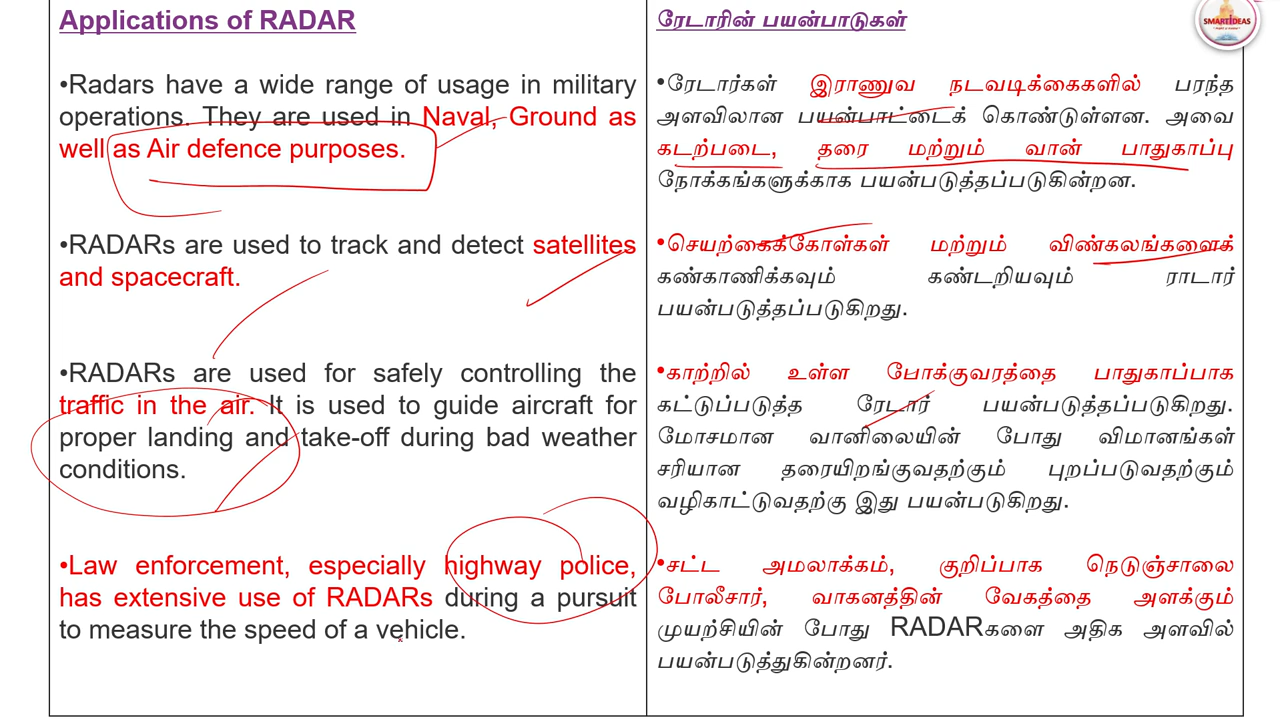 Applications of RADAR
•Radars have a wide range of usage in military
operations. They are used in Naval, Ground as
well as Air defence purposes.
•RADARs are used to track and detect satellites
and spacecraft.
•RADARs are used for safely controlling the
traffic in the air. It is used to guide aircraft for
proper landing and take-off during bad weather
conditions.
•Law enforcement, especially highway police,
has extensive use of RADARs during a pursuit
to measure the speed of a vehicle.
ரேடாரின் பயன்பாடுகள்
•ரேடார்கள் இராணுவ நடவடிக்கைகளில் பரந்த
அளவிலான பயன்பாட்டைக் கொண்டுள்ளன. அவை
கடற்படை, தரை மற்றும் வான் பாதுகாப்பு
நோக்கங்களுக்காக பயன்படுத்தப்படுகின்றன.
•செயற்கைக்கோள்கள் மற்றும் விண்கலங்களைக்
கண்காணிக்கவும் கண்டறியவும் ராடார்
பயன்படுத்தப்படுகிறது.
•காற்றில் உள்ள போக்குவரத்தை பாதுகாப்பாக
கட்டுப்படுத்த ரேடார் பயன்படுத்தப்படுகிறது.
மோசமான வானிலையின் போது விமானங்கள்
சரியான தரையிறங்குவதற்கும் புறப்படுவதற்கும்
வழிகாட்டுவதற்கு இது பயன்படுகிறது.
•சட்ட அமலாக்கம், குறிப்பாக நெடுஞ்சாலை
போலீசார், வாகனத்தின் வேகத்தை அளக்கும்
முயற்சியின் போது RADARகளை அதிக அளவில்
பயன்படுத்துகின்றனர்.
SMART IDEAS